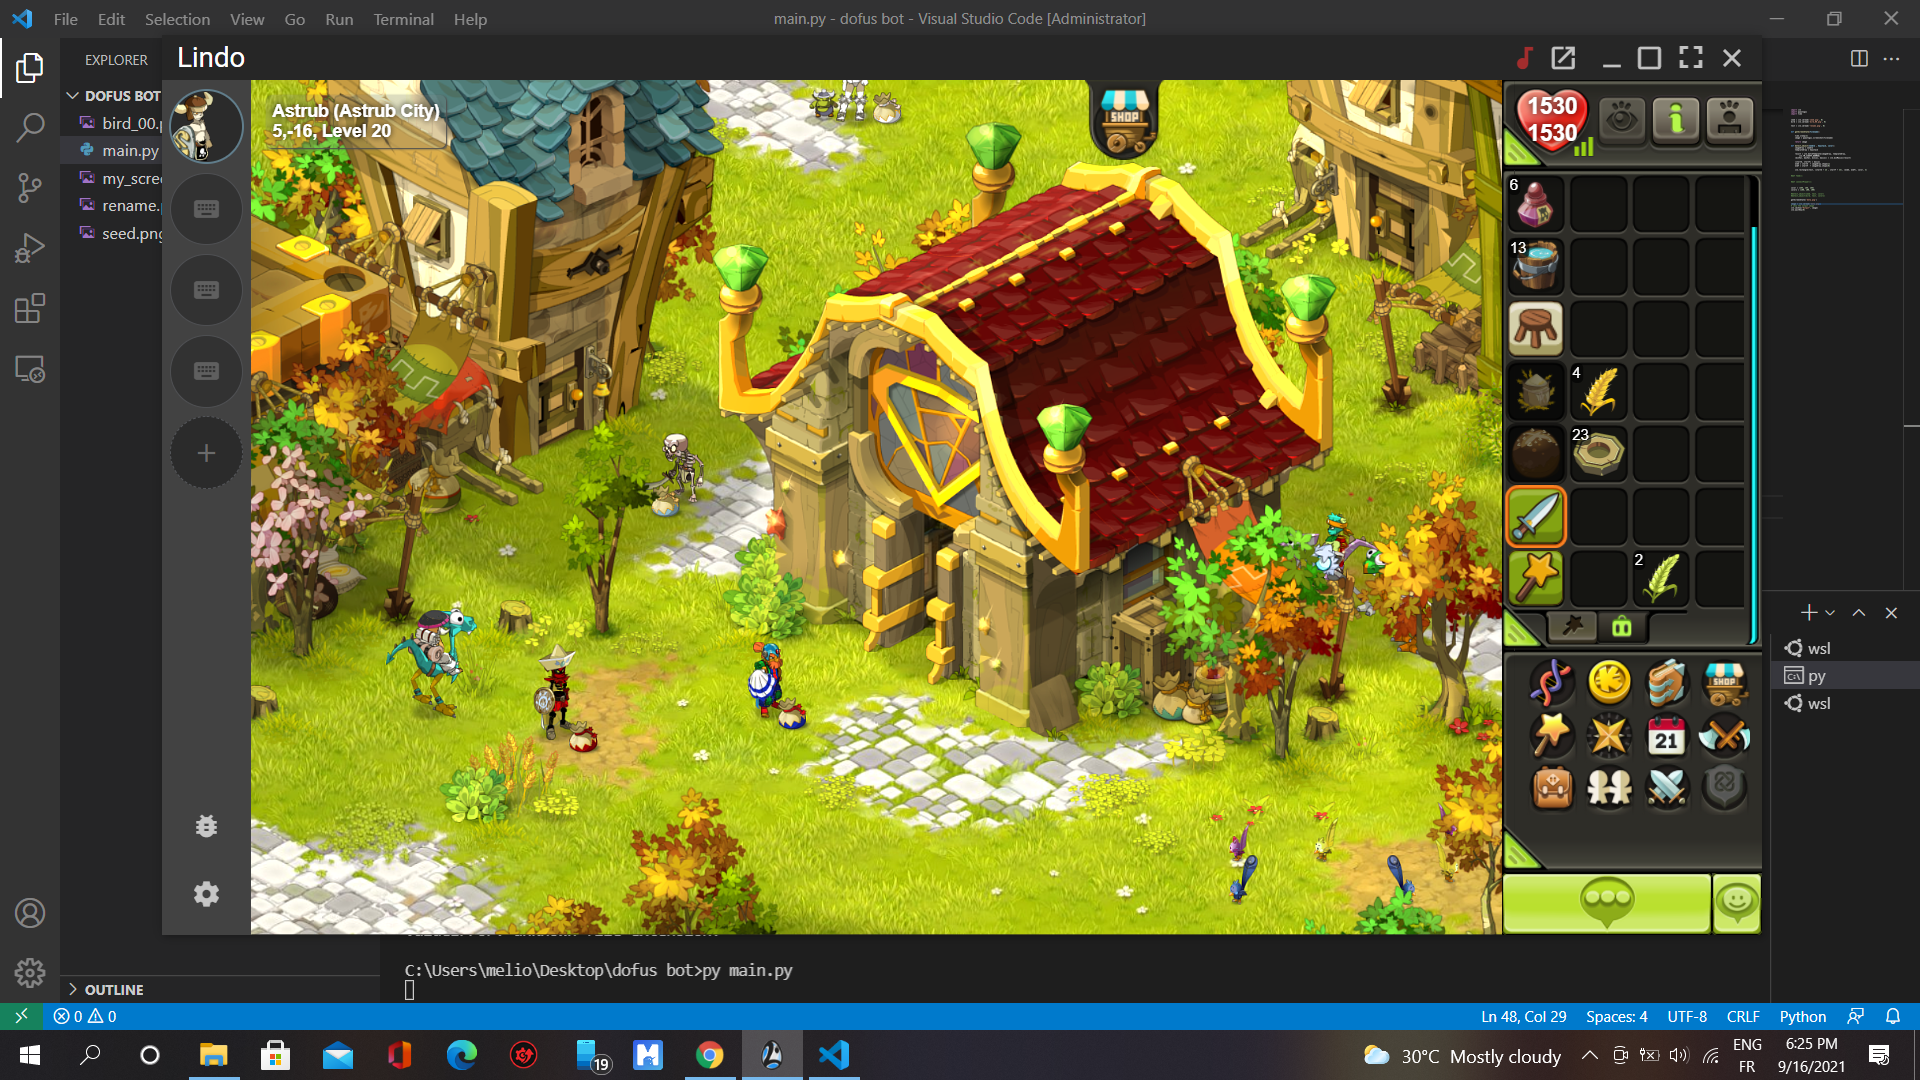 File Edit Selection View Go Run Terminal Help
main.py - dofus bot - Visual Studio Code [Administrator]
EXPLORER
DOFUS BOT
bird_00.
main.py
my_scre
rename.
seed.png
OUTLINE
Lindo
Astrub (Astrub City)
5,-16, Level 20
SHOP
1530
1530
6
13
4
23
2
SHOP
21
wsl
py
wsl
C:\Users\melio\Desktop\dofus bot>py main.py
0 0
Ln 48, Col 29 Spaces: 4 UTF-8 CRLF Python
19
30°C Mostly cloudy
ENG
FR
6:25 PM
9/16/2021